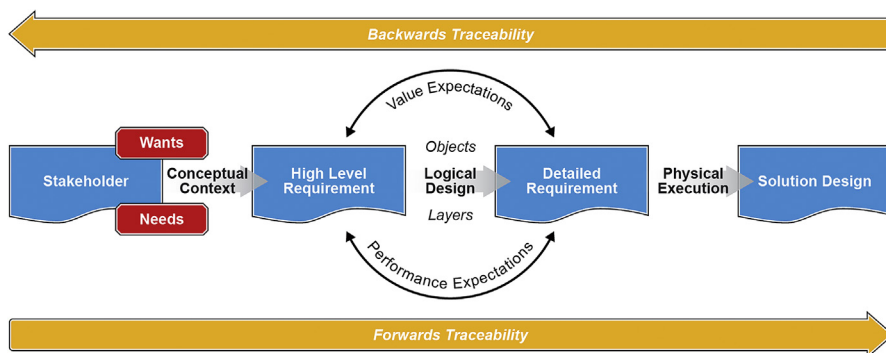 Backwards Traceability
Value Expectations
Wants
Stakeholder
Needs
Conceptual
Context
High Level
Requirement
Objects
Logical
Design
Layers
Detailed
Requirement
Physical
Execution
Solution Design
Performance Expectations
Forwards Traceability